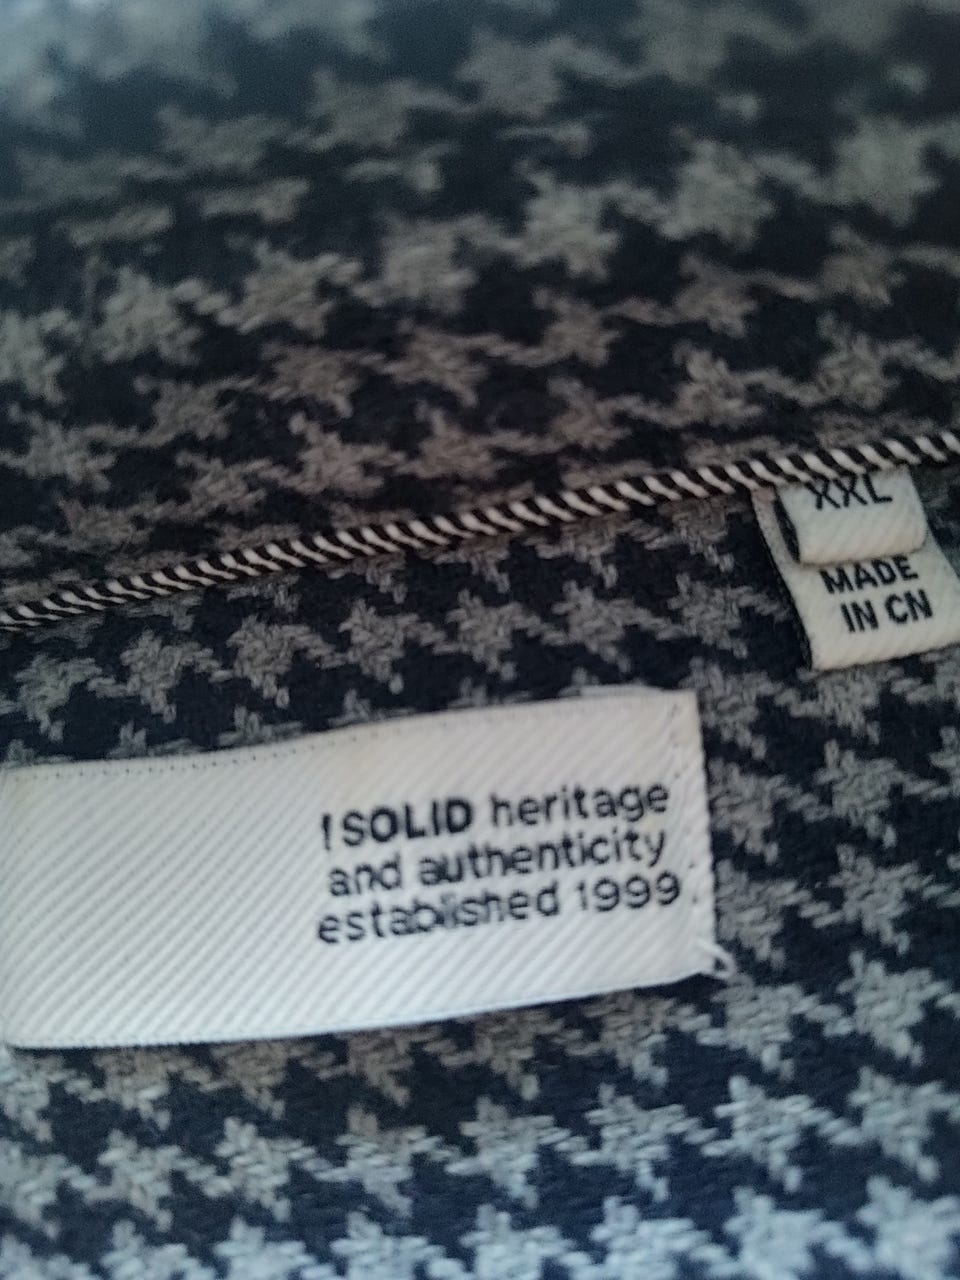 XXL
MADE
IN CN
!SOLID heritage
and authenticity
established 1999